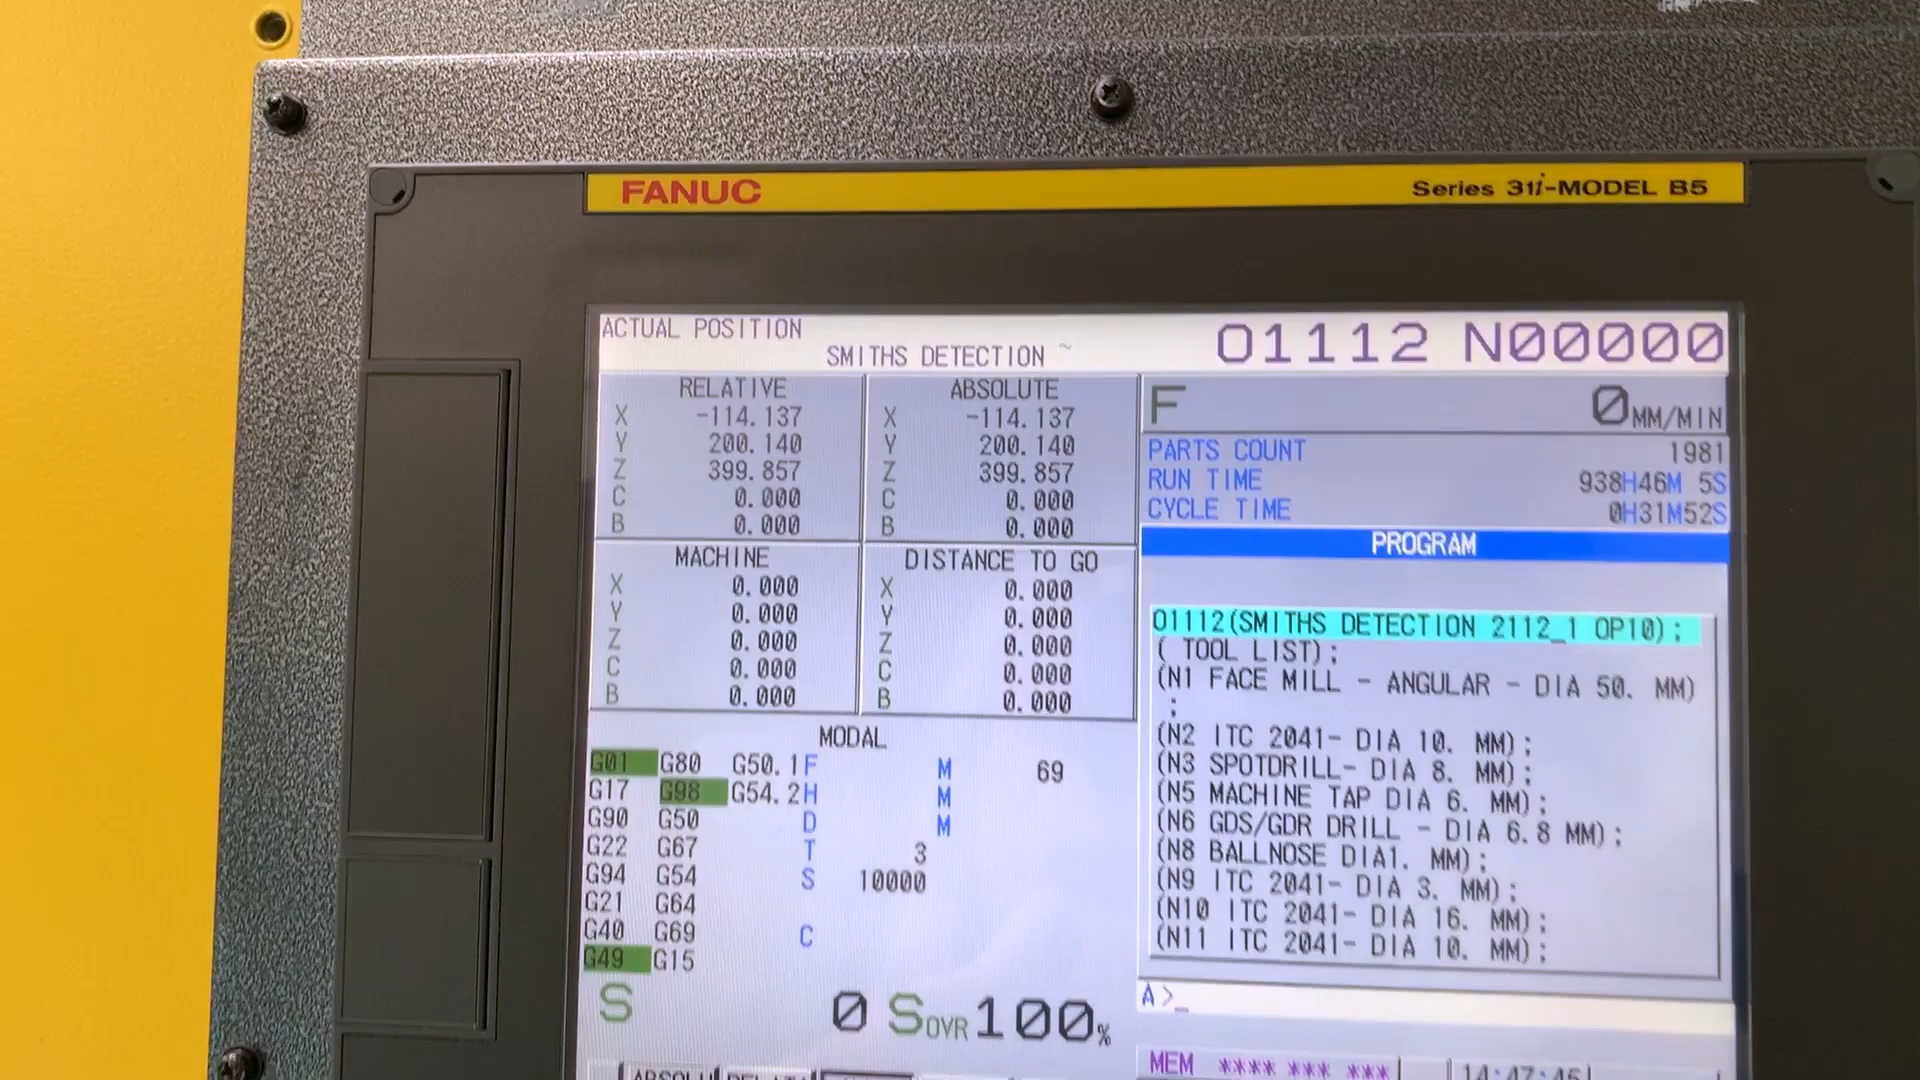 FANUC
Series 31i-MODEL B5
ACTUAL POSITION
SMITHS DETECTION ~
O1112 N00000
RELATIVE
X -114.137
Y 200.140
Z 399.857
C 0.000
B 0.000
ABSOLUTE
X -114.137
Y 200.140
Z 399.857
C 0.000
B 0.000
MACHINE
X 0.000
Y 0.000
Z 0.000
C 0.000
B 0.000
DISTANCE TO GO
X 0.000
Y 0.000
Z 0.000
C 0.000
B 0.000
MODAL
G01 G80 G50.1 F M 69
G17 G98 G54.2 H M
G90 G50 D M
G22 G67 T 3
G94 G54 S 10000
G21 G64
G40 G69 C
G49 G15
S 0 SOVR 100%
F 0 MM/MIN
PARTS COUNT 1981
RUN TIME 938H46M 5S
CYCLE TIME 0H31M52S
PROGRAM
O1112(SMITHS DETECTION 2112_1 OP10);
( TOOL LIST);
(N1 FACE MILL - ANGULAR - DIA 50. MM)
;
(N2 ITC 2041- DIA 10. MM);
(N3 SPOTDRILL- DIA 8. MM);
(N5 MACHINE TAP DIA 6. MM);
(N6 GDS/GDR DRILL - DIA 6.8 MM);
(N8 BALLNOSE DIA1. MM);
(N9 ITC 2041- DIA 3. MM);
(N10 ITC 2041- DIA 16. MM);
(N11 ITC 2041- DIA 10. MM);
A>_
MEM **** *** *** 14:47:45